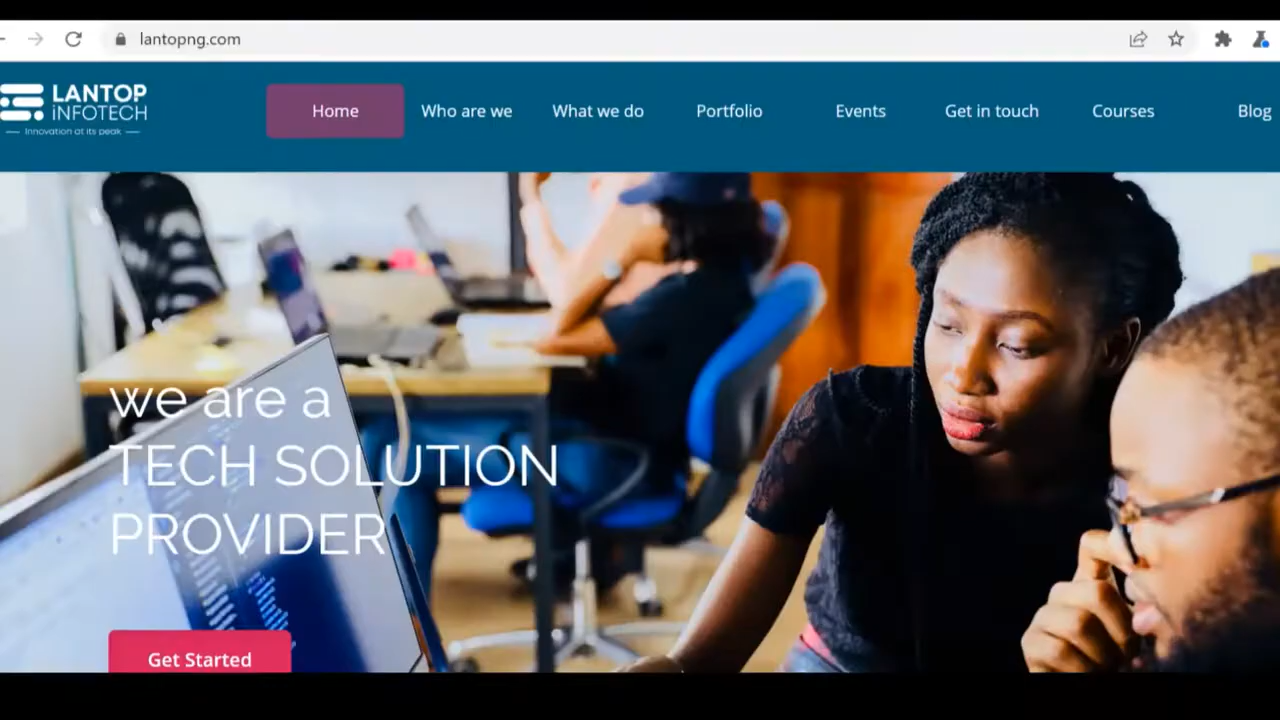 lantopng.com
LANTOP
iNFOTECH
Innovation at its peak
Home
Who are we
What we do
Portfolio
Events
Get in touch
Courses
Blog
we are a
TECH SOLUTION
PROVIDER
Get Started